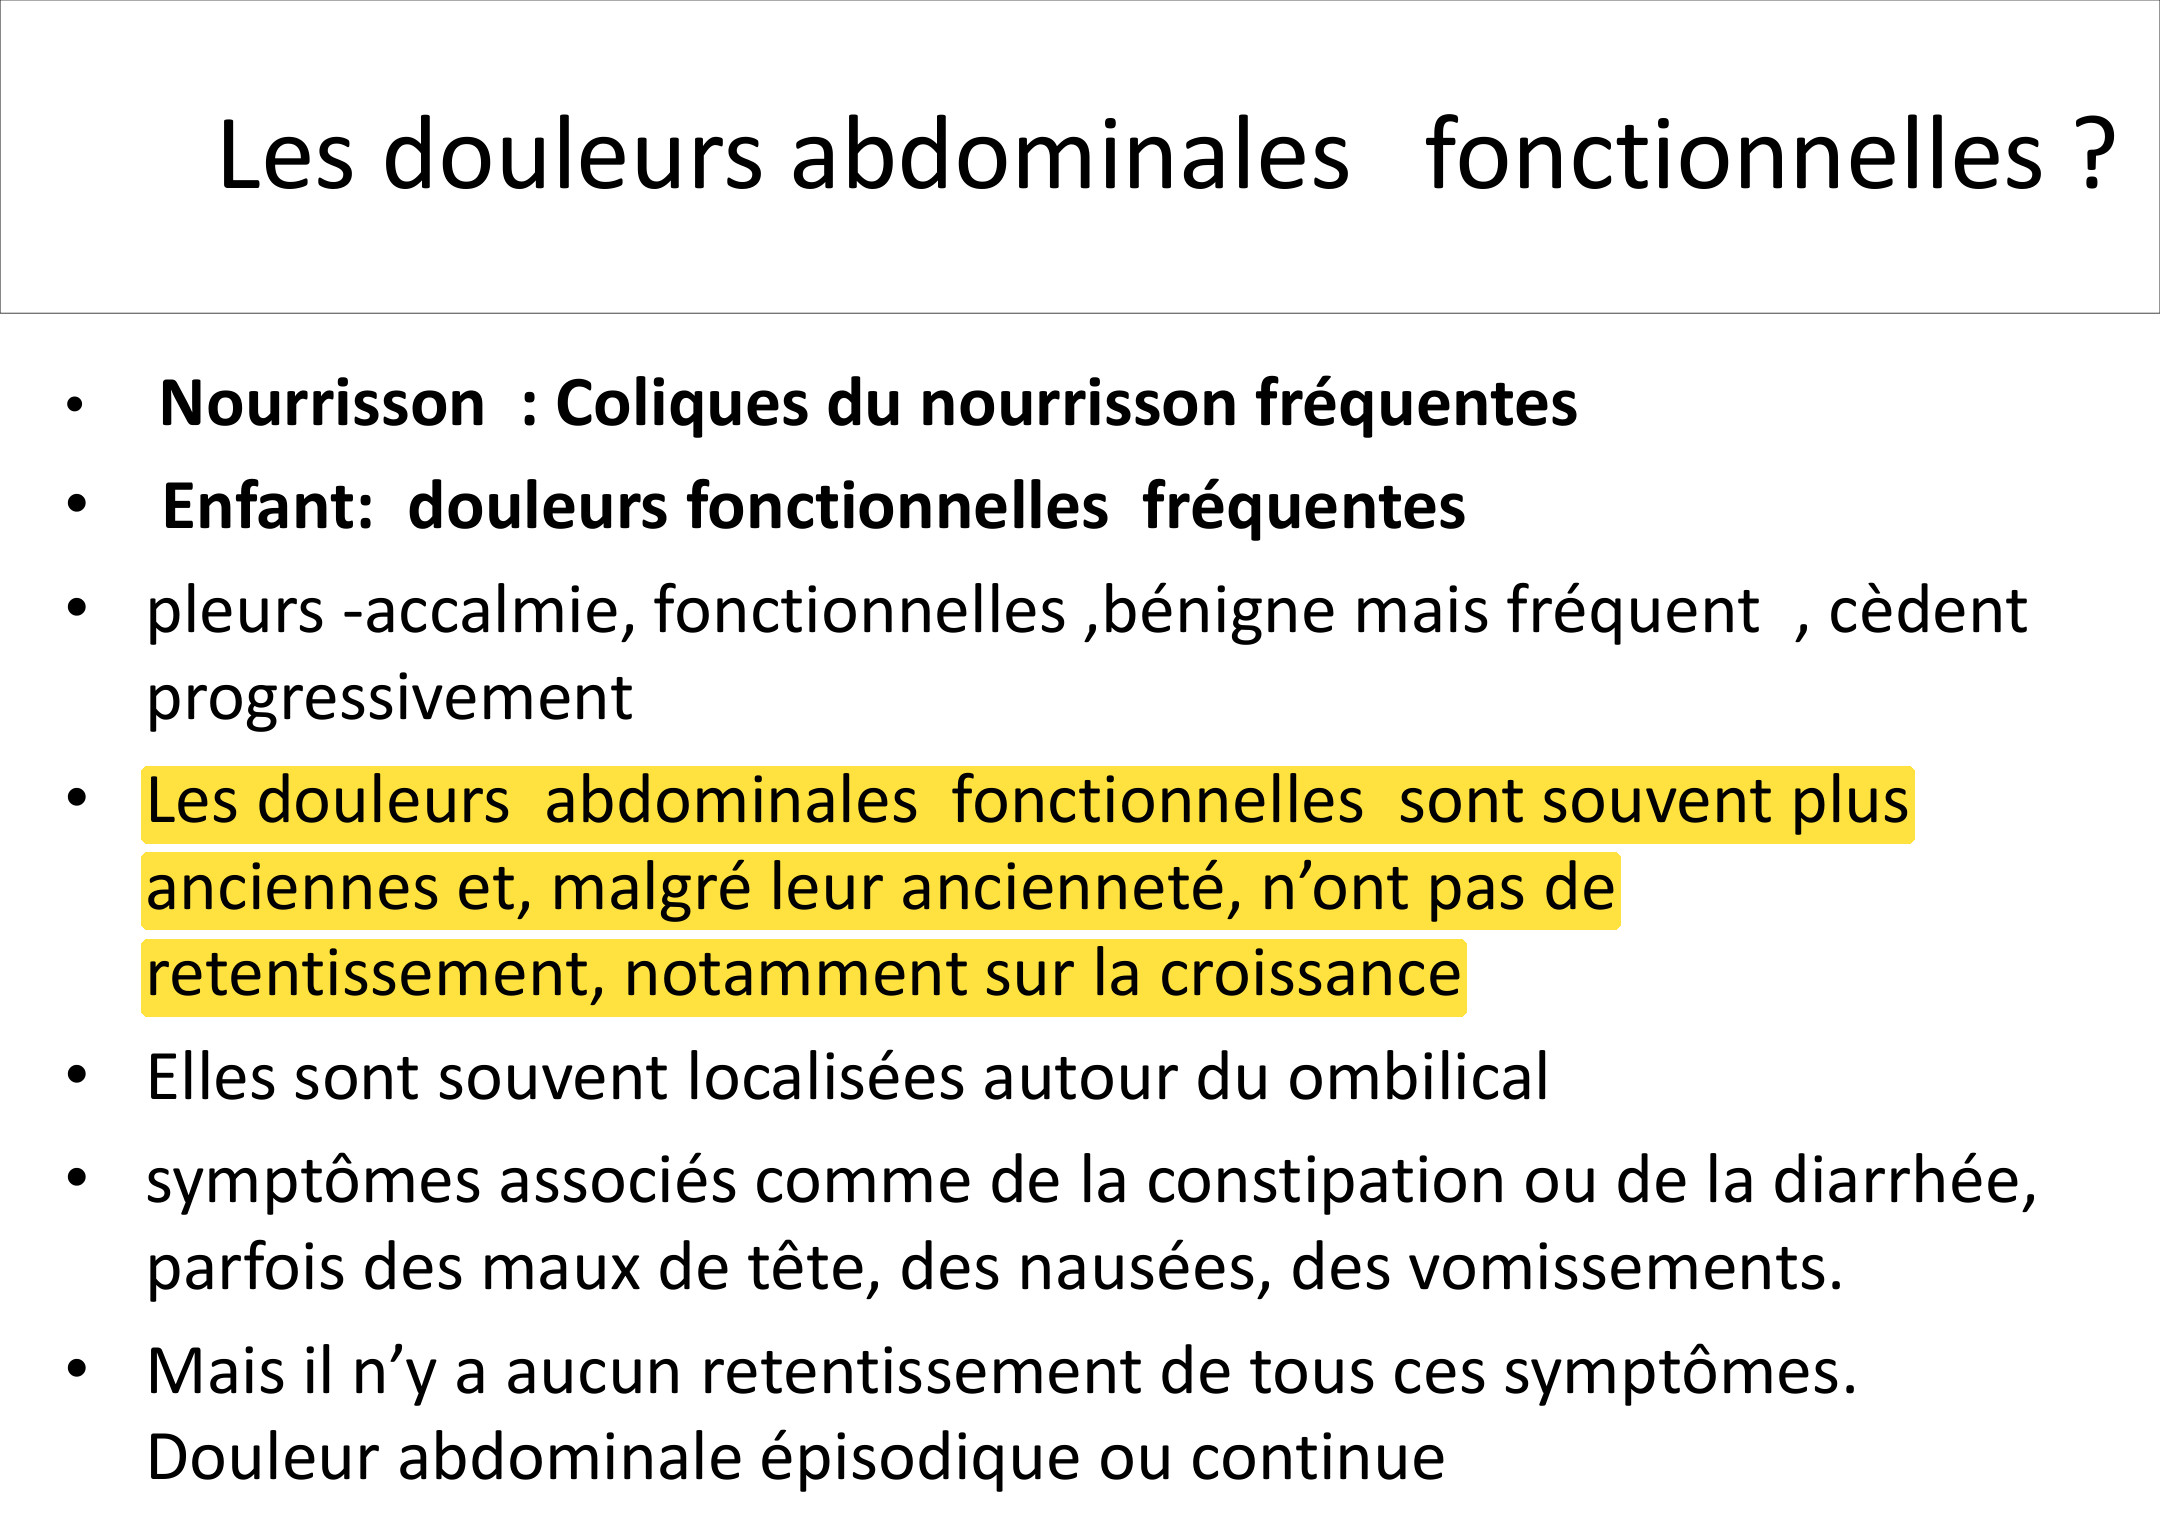 Les douleurs abdominales fonctionnelles ?
• Nourrisson : Coliques du nourrisson fréquentes
• Enfant: douleurs fonctionnelles fréquentes
• pleurs -accalmie, fonctionnelles ,bénigne mais fréquent , cèdent
progressivement
• Les douleurs abdominales fonctionnelles sont souvent plus
anciennes et, malgré leur ancienneté, n’ont pas de
retentissement, notamment sur la croissance
• Elles sont souvent localisées autour du ombilical
• symptômes associés comme de la constipation ou de la diarrhée,
parfois des maux de tête, des nausées, des vomissements.
• Mais il n’y a aucun retentissement de tous ces symptômes.
Douleur abdominale épisodique ou continue